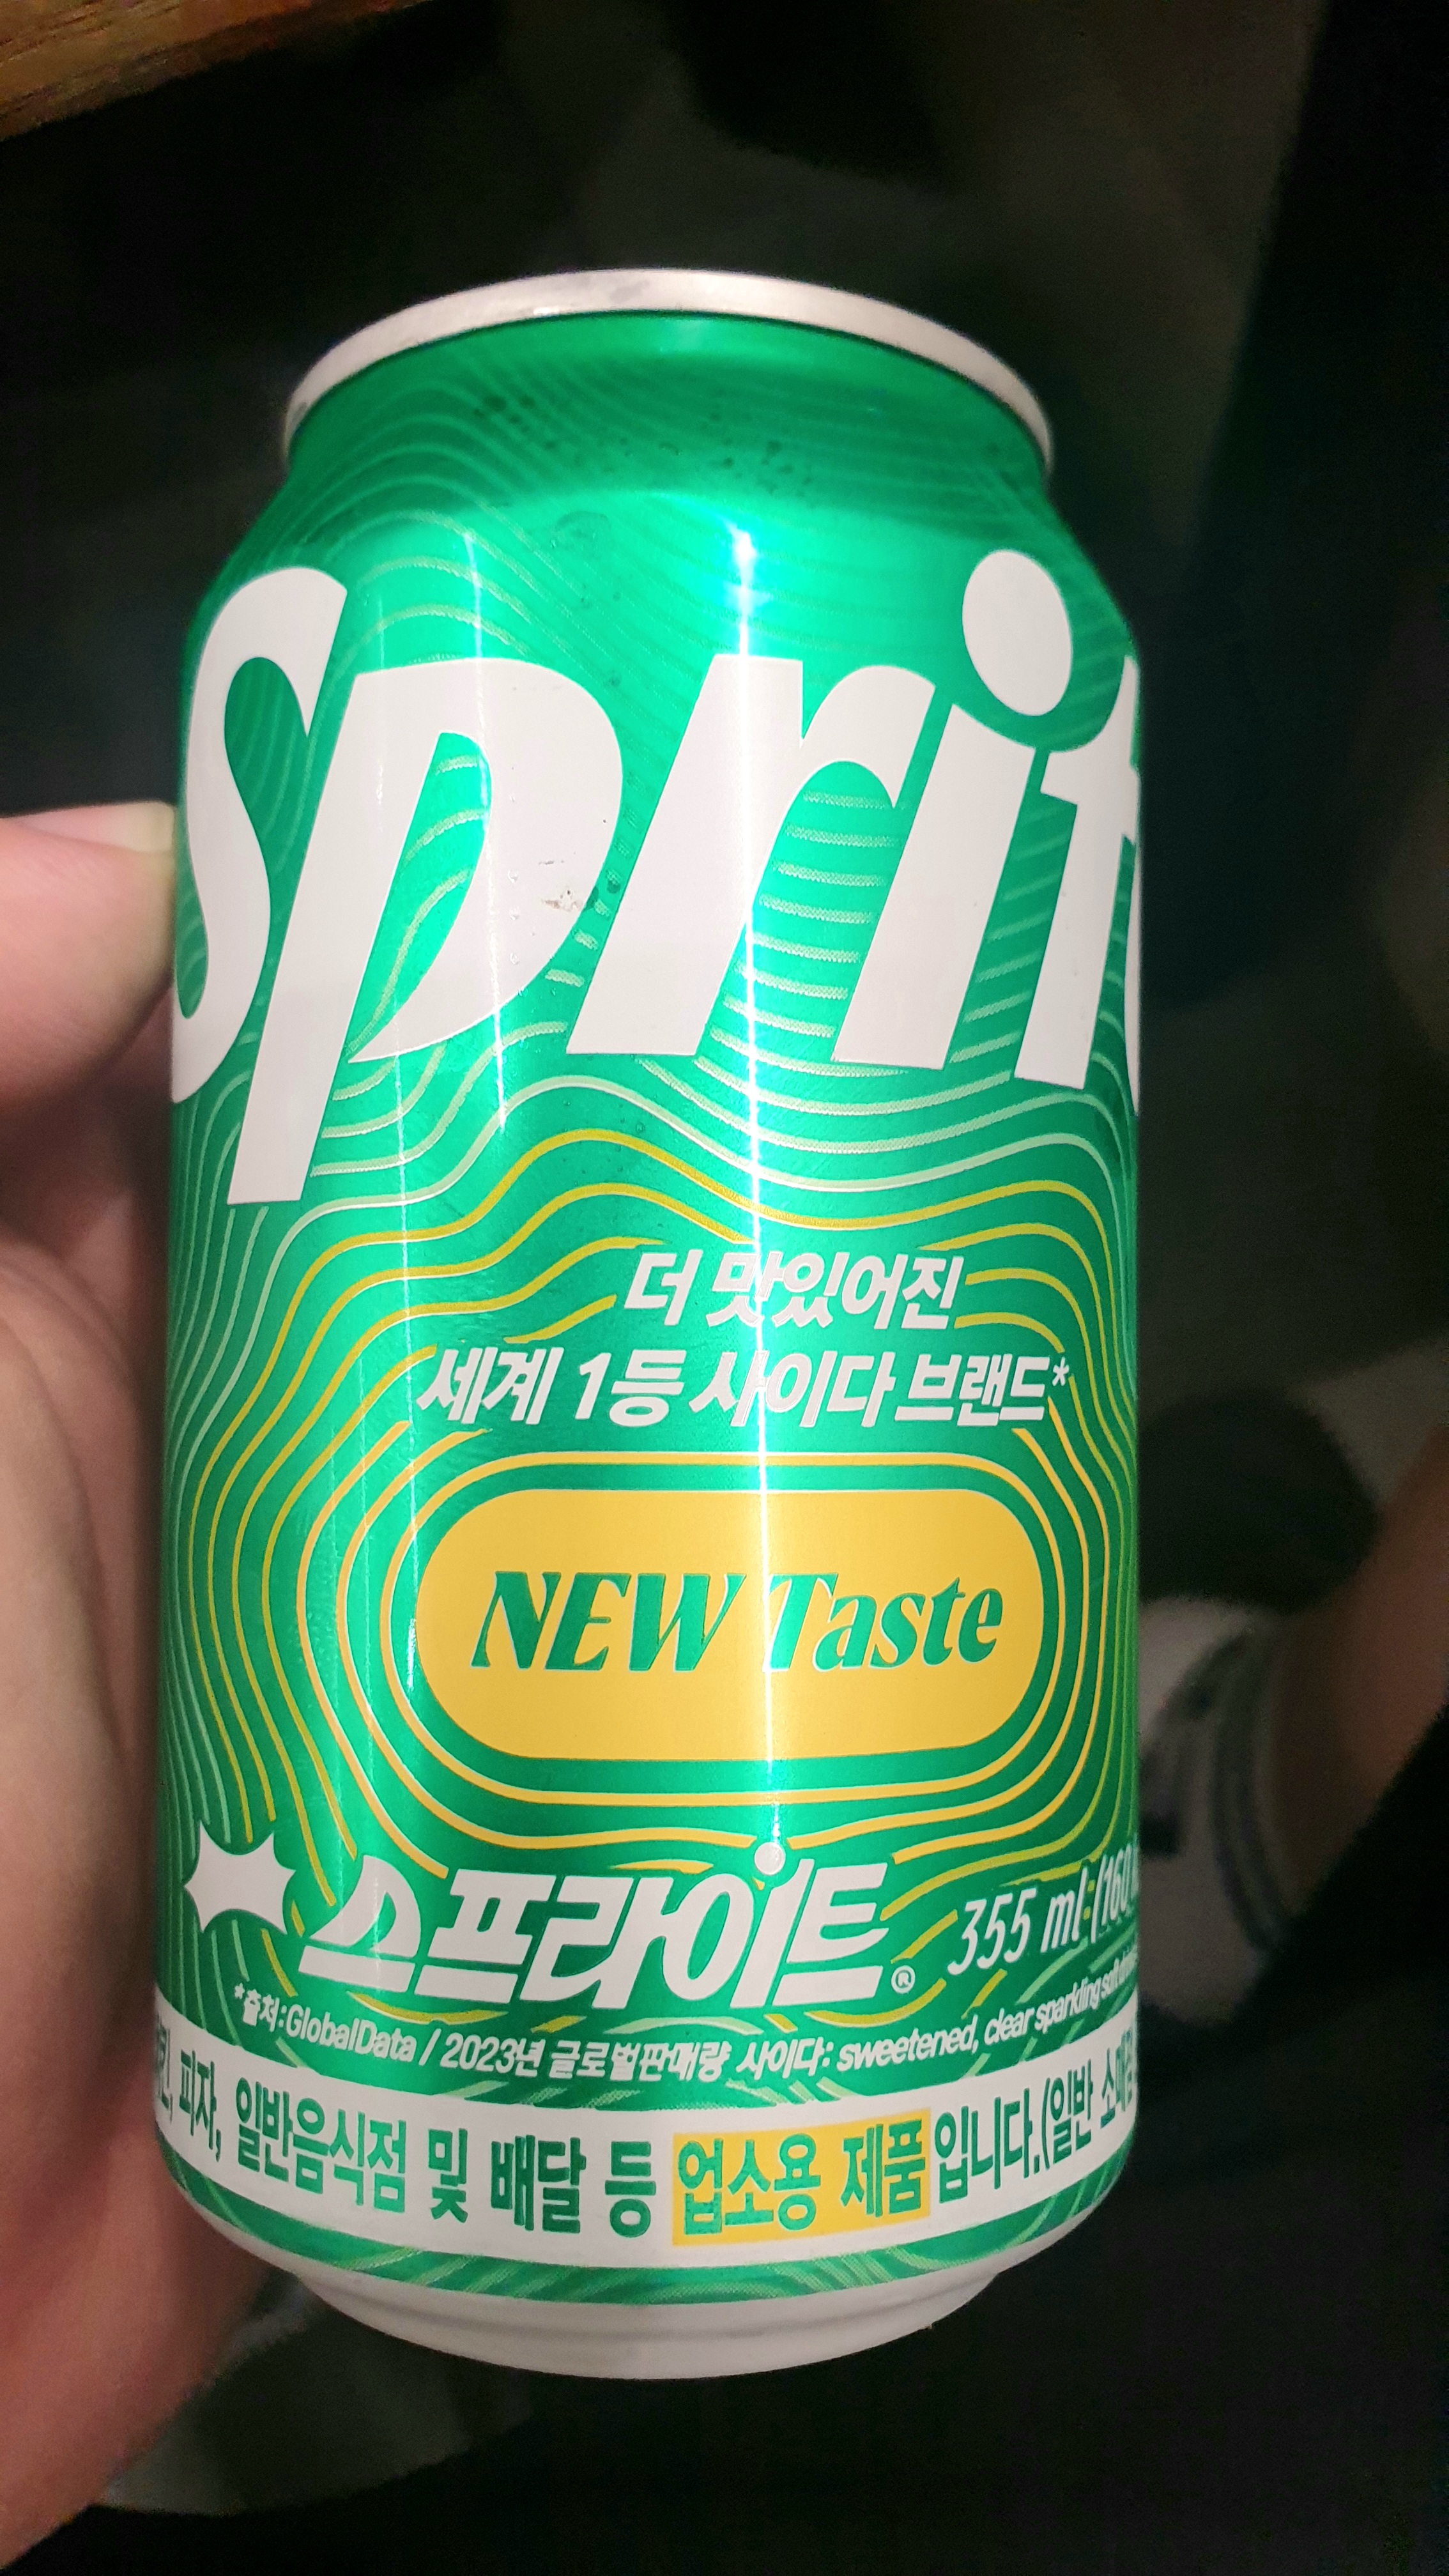 Sprit
더 맛있어진
세계 1등 사이다 브랜드*
NEW Taste
스프라이트® 355 ml (160
*출처: GlobalData / 2023년 글로벌판매량 사이다: sweetened, clear sparkling soft
피자, 일반음식점 및 배달 등 업소용 제품입니다.(일반